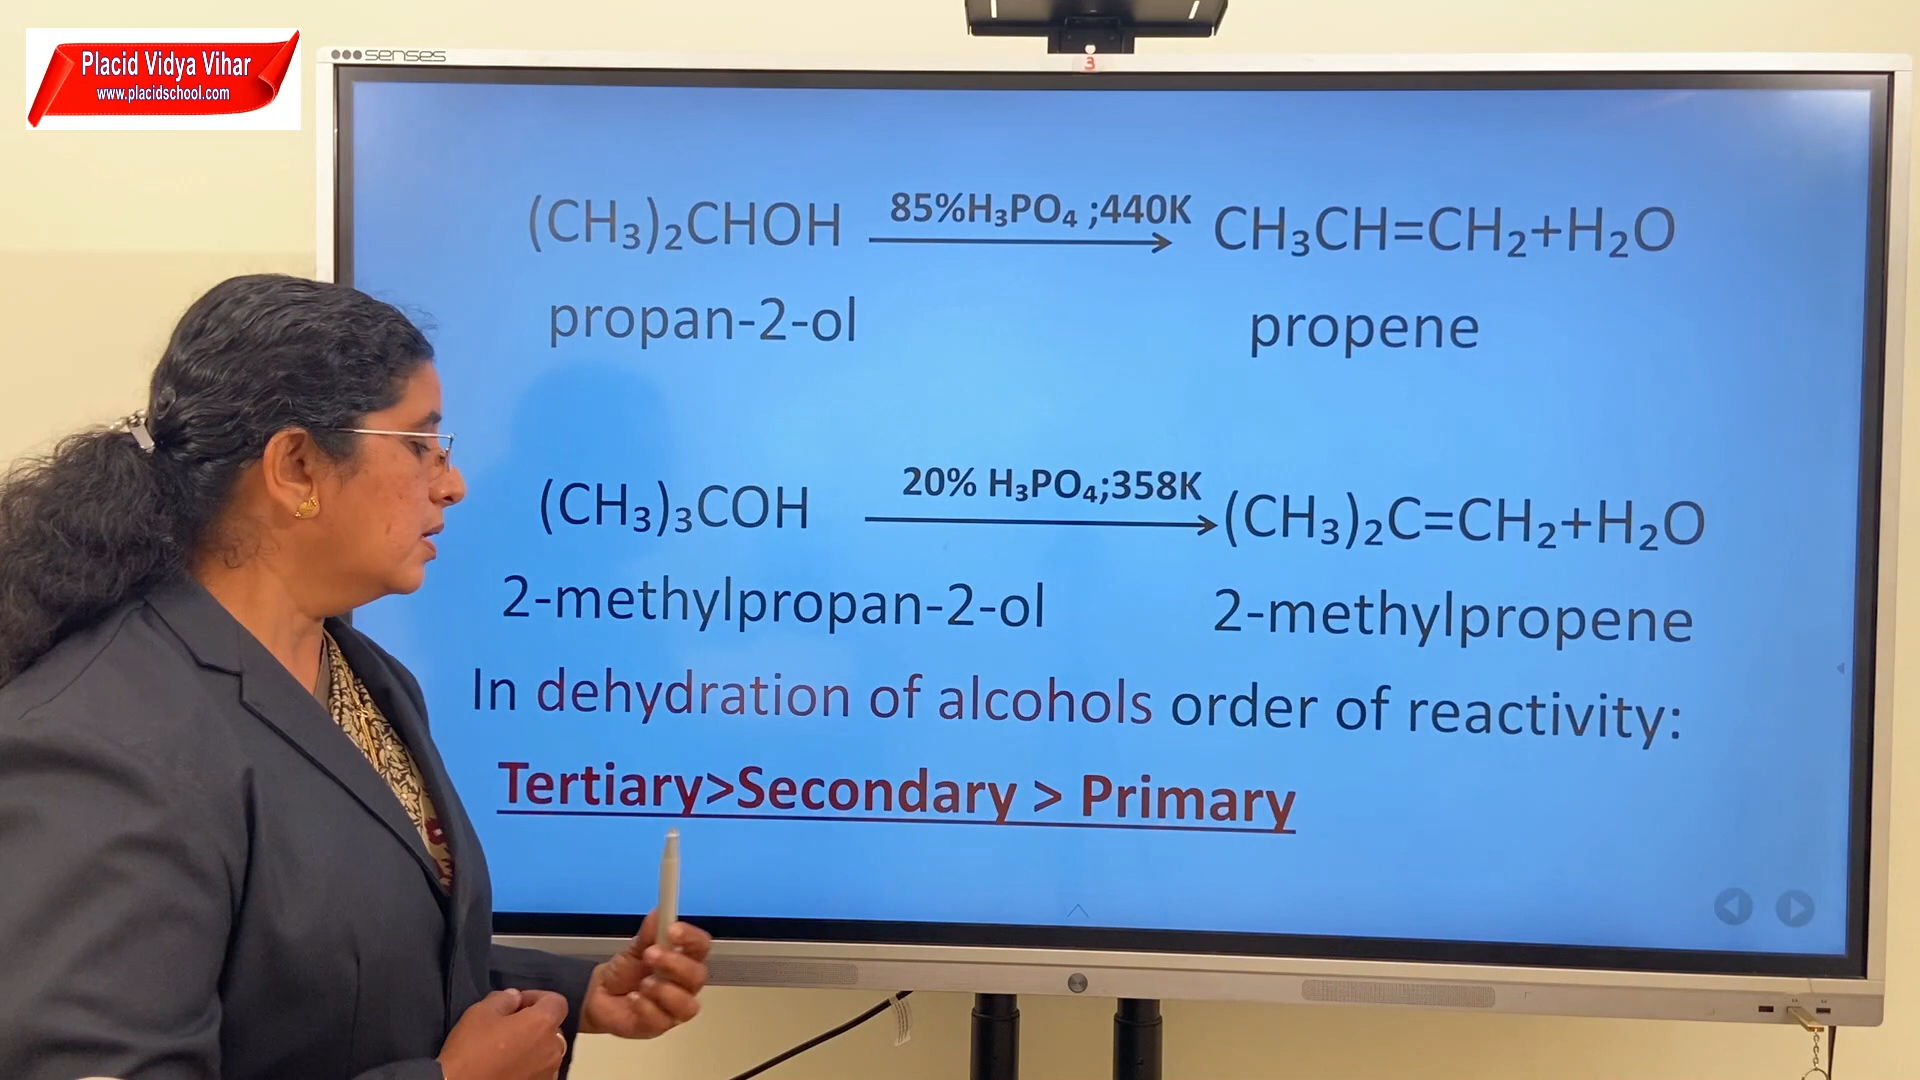 Placid Vidya Vihar
www.placidschool.com
senses
3
85%H₃PO₄ ;440K
(CH₃)₂CHOH CH₃CH=CH₂+H₂O
propan-2-ol propene
20% H₃PO₄;358K
(CH₃)₃COH (CH₃)₂C=CH₂+H₂O
2-methylpropan-2-ol 2-methylpropene
In dehydration of alcohols order of reactivity:
Tertiary>Secondary > Primary